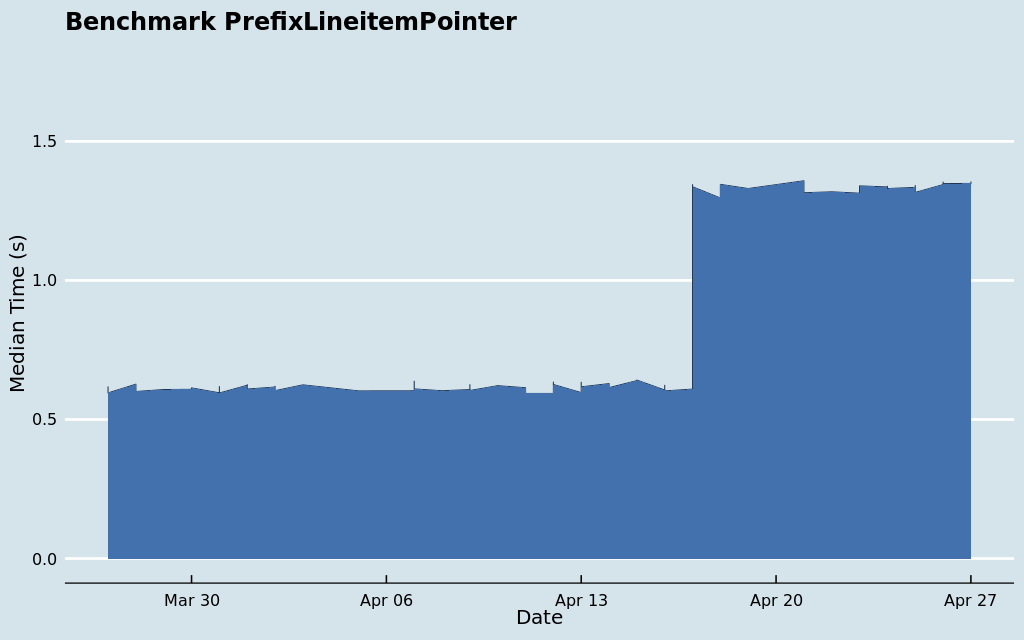 Benchmark PrefixLineitemPointer
Median Time (s)
1.5
1.0
0.5
0.0
Mar 30 Apr 06 Apr 13 Apr 20 Apr 27
Date